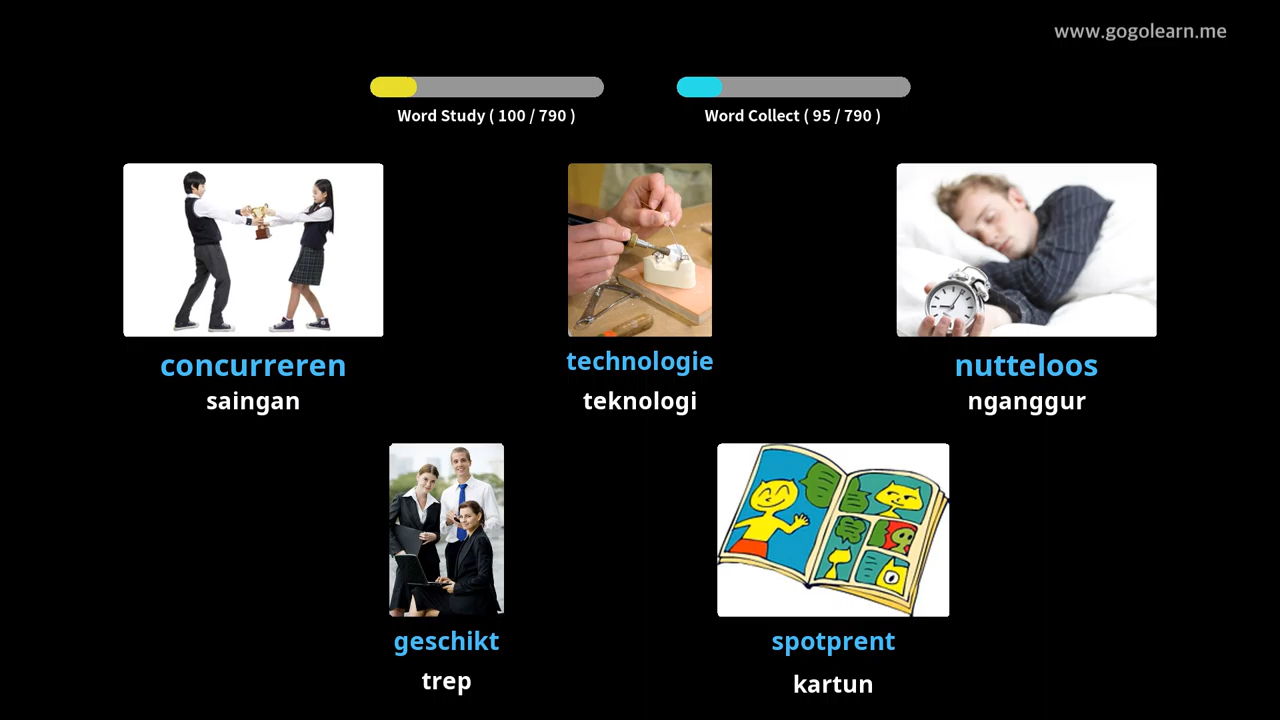 www.gogolearn.me
Word Study ( 100 / 790 )
Word Collect ( 95 / 790 )
concurreren
saingan
technologie
teknologi
nutteloos
nganggur
geschikt
trep
spotprent
kartun